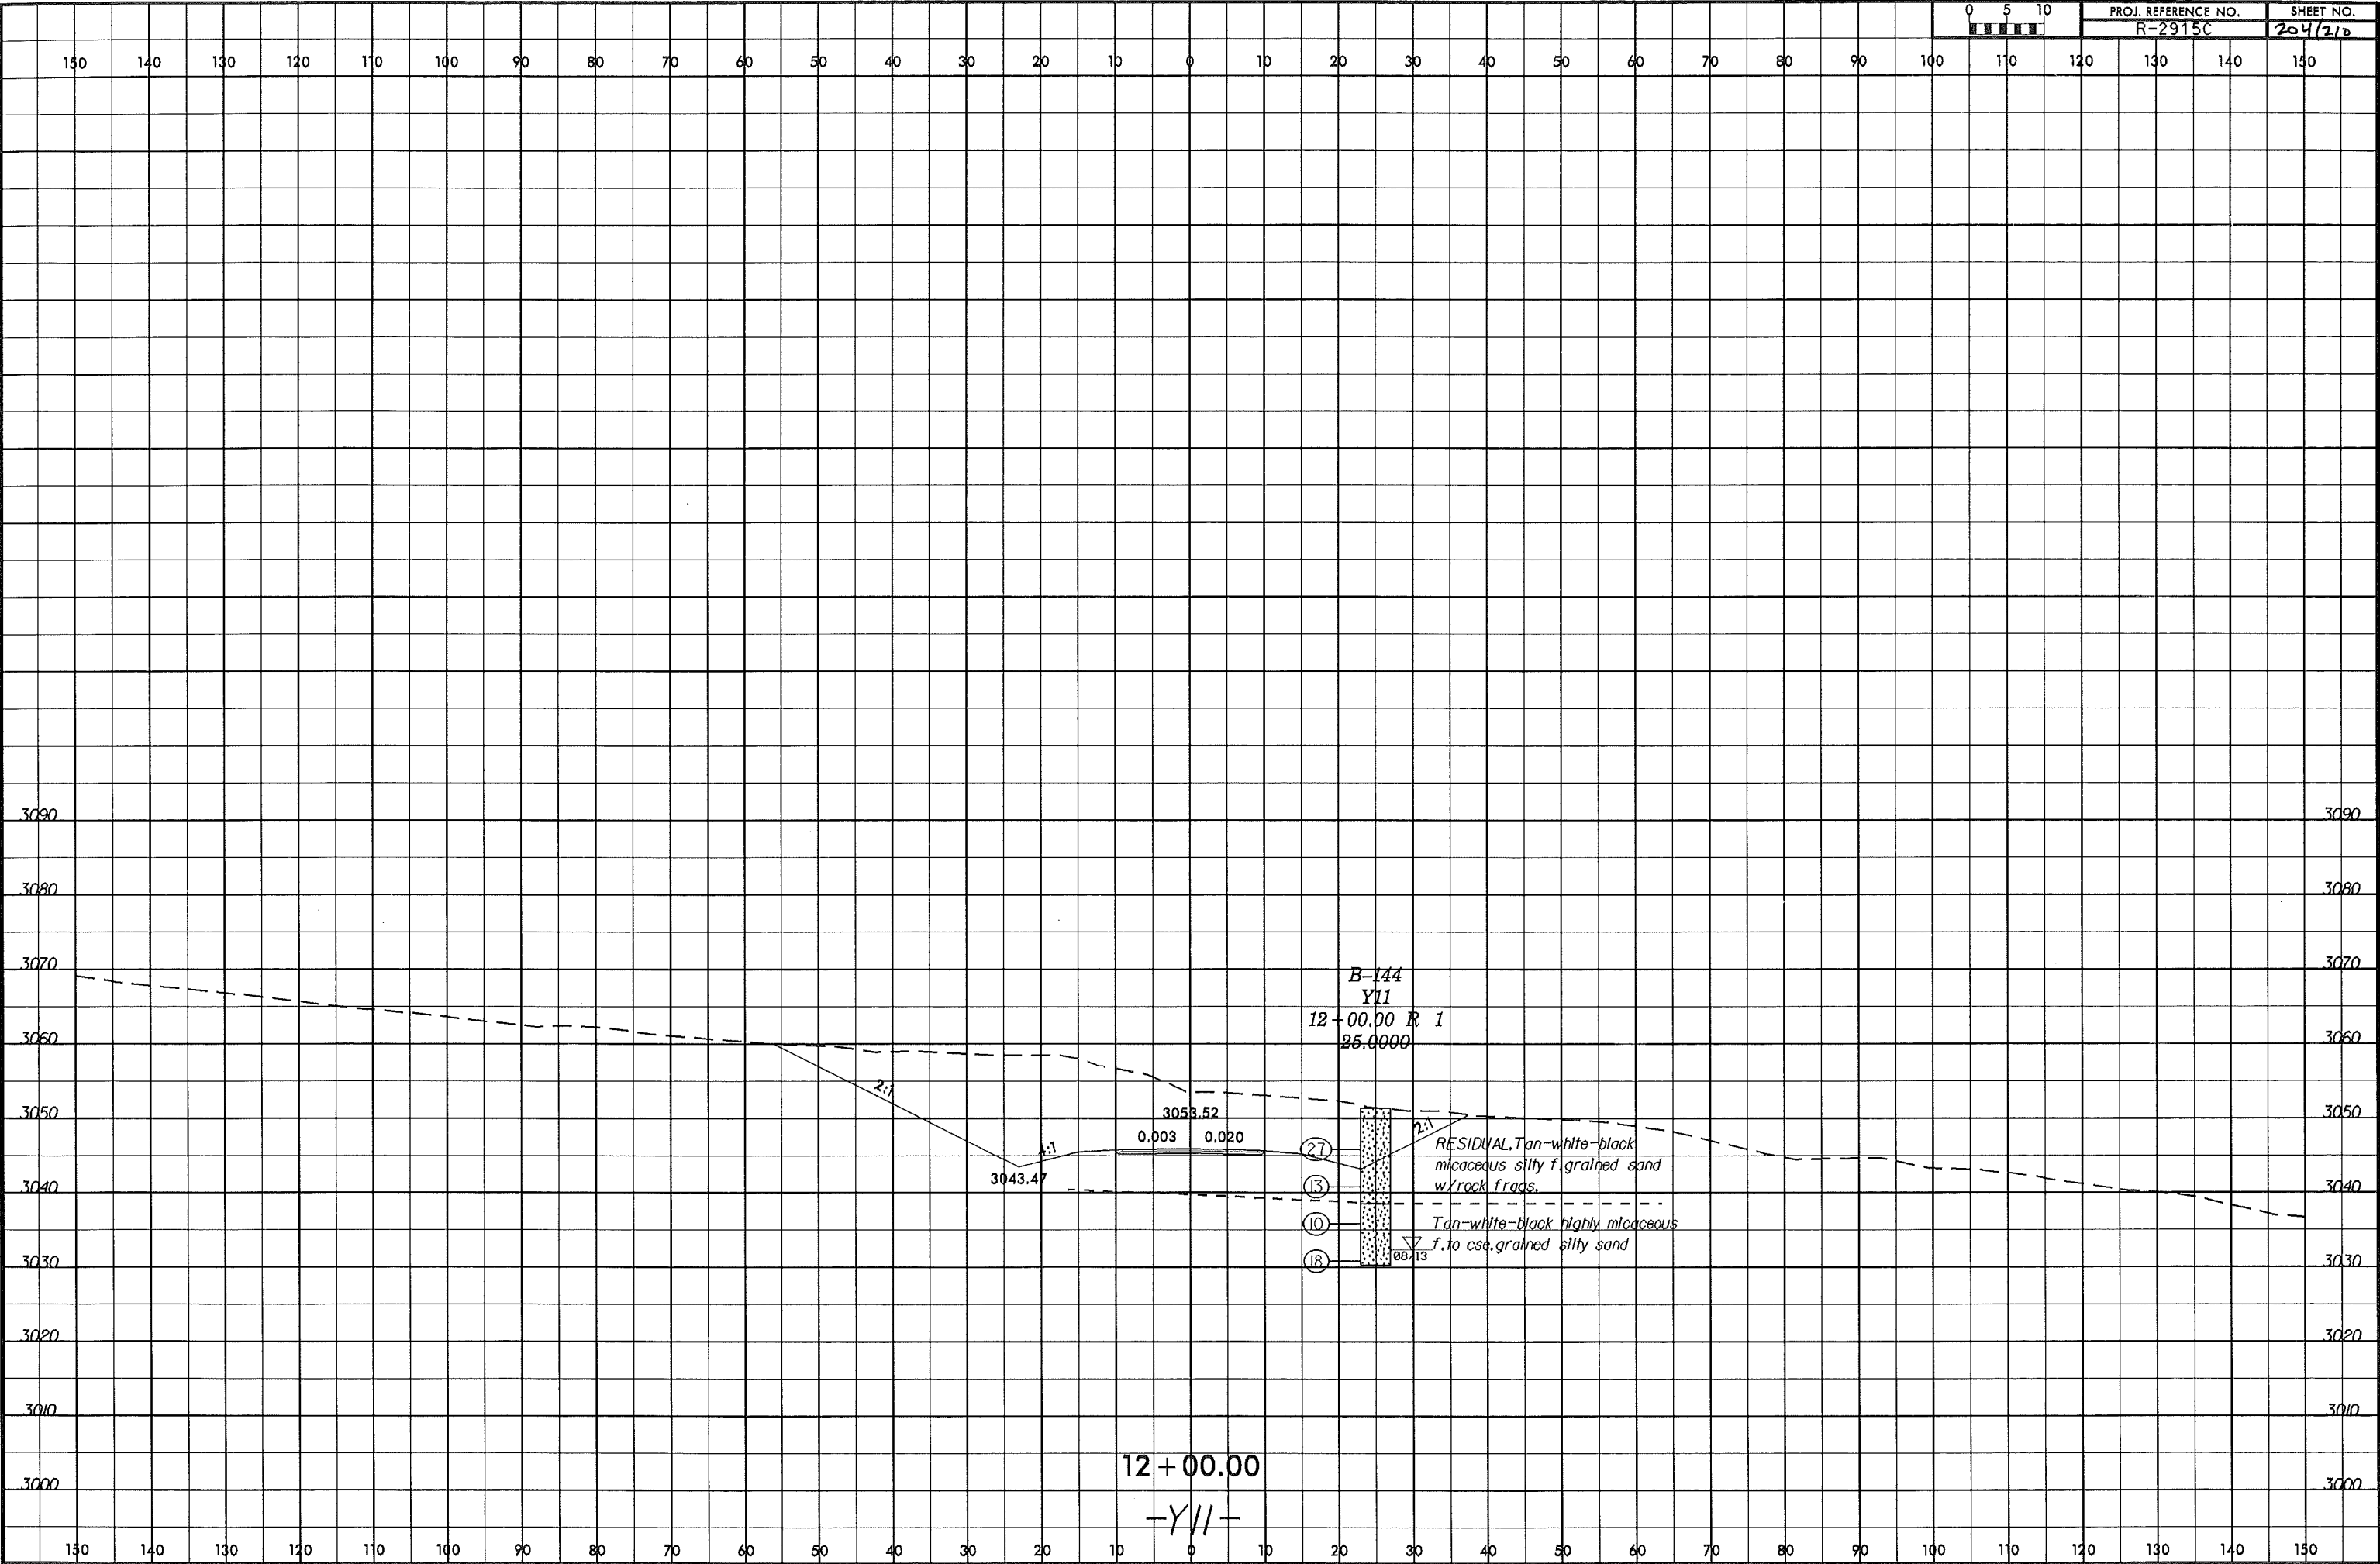 0 5 10
PROJ. REFERENCE NO. SHEET NO.
R-2915C 204/210
150 140 130 120 110 100 90 80 70 60 50 40 30 20 10 0 10 20 30 40 50 60 70 80 90 100 110 120 130 140 150
3090 3090
3080 3080
3070 3070
B-144
Y11
12+00.00 R 1
3060 3060
25.0000
2:1
3050 3053.52 3050
2:1
0.003 0.020
4:1 27 RESIDUAL, Tan-white-black
micaceous silty f. grained sand
3043.47
13 w/rock frags.
3040 3040
10 Tan-white-black highly micaceous
f. to cse. grained silty sand
08/13
3030 18 3030
3020 3020
3010 3010
12+00.00
3000 3000
-Y11-
150 140 130 120 110 100 90 80 70 60 50 40 30 20 10 0 10 20 30 40 50 60 70 80 90 100 110 120 130 140 150